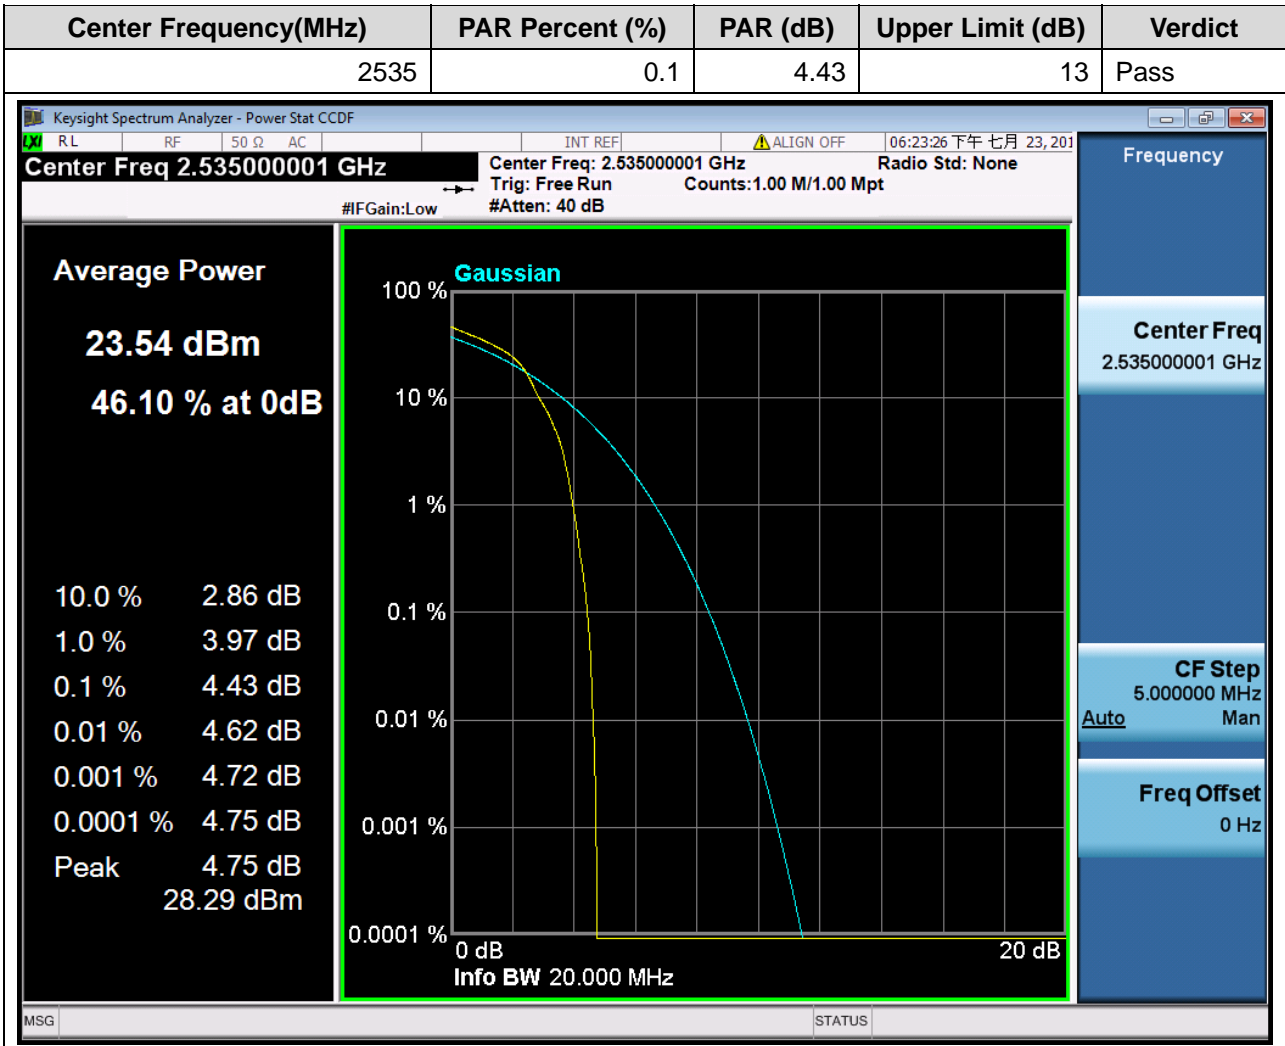 Center Frequency(MHz) PAR Percent (%) PAR (dB) Upper Limit (dB) Verdict
2535 0.1 4.43 13 Pass
Keysight Spectrum Analyzer - Power Stat CCDF
LXI RL RF 50 Ω AC INT REF ALIGN OFF 06:23:26 下午 七月 23, 201
Center Freq 2.535000001 GHz
Center Freq: 2.535000001 GHz Radio Std: None
Trig: Free Run Counts:1.00 M/1.00 Mpt
#IFGain:Low #Atten: 40 dB
Average Power
23.54 dBm
46.10 % at 0dB
10.0 % 2.86 dB
1.0 % 3.97 dB
0.1 % 4.43 dB
0.01 % 4.62 dB
0.001 % 4.72 dB
0.0001 % 4.75 dB
Peak 4.75 dB
28.29 dBm
Gaussian
100 %
10 %
1 %
0.1 %
0.01 %
0.001 %
0.0001 %
0 dB 20 dB
Info BW 20.000 MHz
Frequency
Center Freq
2.535000001 GHz
CF Step
5.000000 MHz
Auto Man
Freq Offset
0 Hz
MSG STATUS